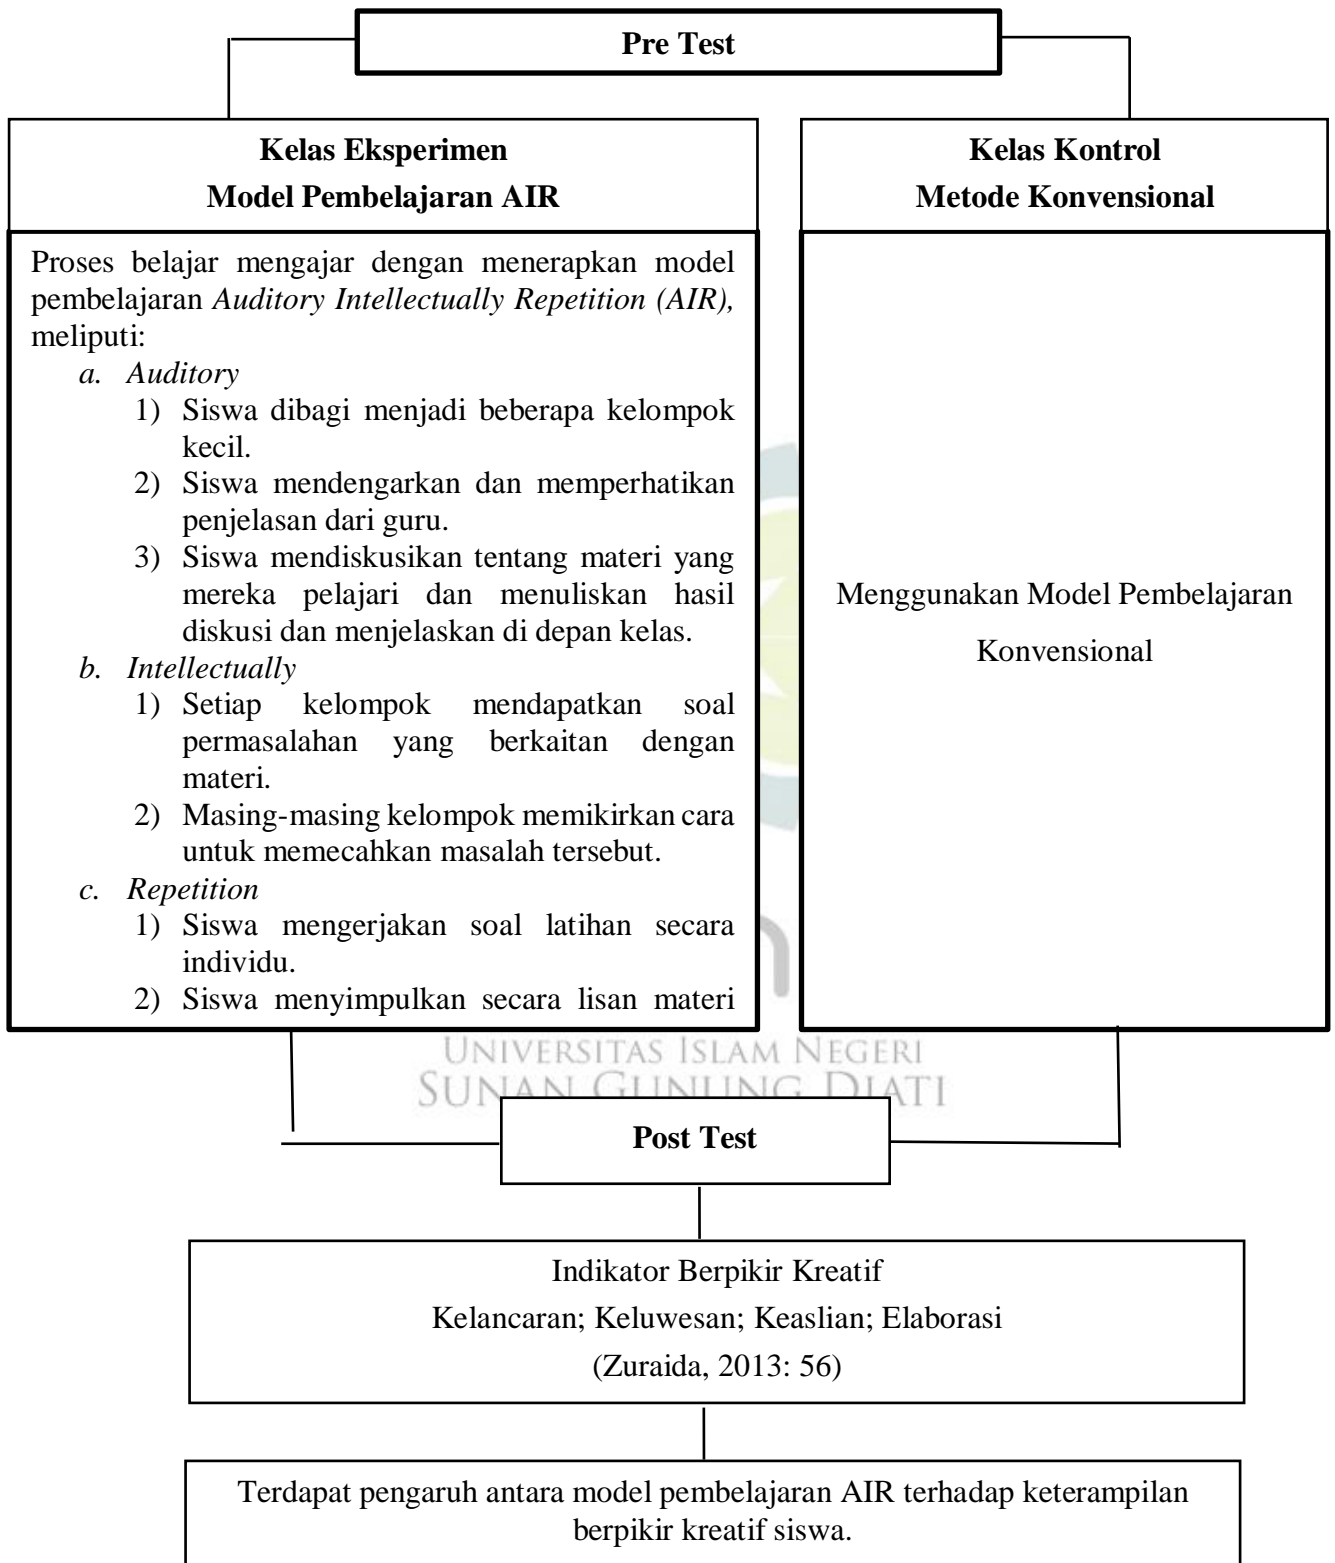 Pre Test
Kelas Eksperimen
Model Pembelajaran AIR
Kelas Kontrol
Metode Konvensional
Proses belajar mengajar dengan menerapkan model
pembelajaran Auditory Intellectually Repetition (AIR),
meliputi:
a. Auditory
1) Siswa dibagi menjadi beberapa kelompok
kecil.
2) Siswa mendengarkan dan memperhatikan
penjelasan dari guru.
3) Siswa mendiskusikan tentang materi yang
mereka pelajari dan menuliskan hasil
diskusi dan menjelaskan di depan kelas.
b. Intellectually
1) Setiap kelompok mendapatkan soal
permasalahan yang berkaitan dengan
materi.
2) Masing-masing kelompok memikirkan cara
untuk memecahkan masalah tersebut.
c. Repetition
1) Siswa mengerjakan soal latihan secara
individu.
2) Siswa menyimpulkan secara lisan materi
Menggunakan Model Pembelajaran
Konvensional
UNIVERSITAS ISLAM NEGERI
SUNAN GUNUNG DJATI
Post Test
Indikator Berpikir Kreatif
Kelancaran; Keluwesan; Keaslian; Elaborasi
(Zuraida, 2013: 56)
Terdapat pengaruh antara model pembelajaran AIR terhadap keterampilan
berpikir kreatif siswa.